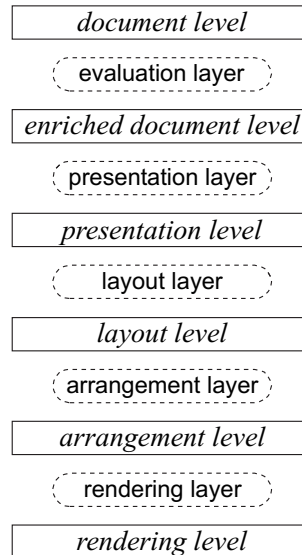 document level
evaluation layer
enriched document level
presentation layer
presentation level
layout layer
layout level
arrangement layer
arrangement level
rendering layer
rendering level